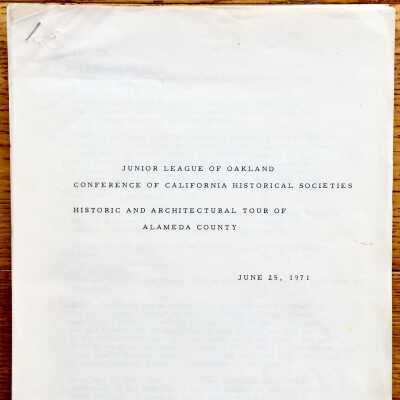 JUNIOR LEAGUE OF OAKLAND
CONFERENCE OF CALIFORNIA HISTORICAL SOCIETIES
HISTORIC AND ARCHITECTURAL TOUR OF
ALAMEDA COUNTY
JUNE 25, 1971